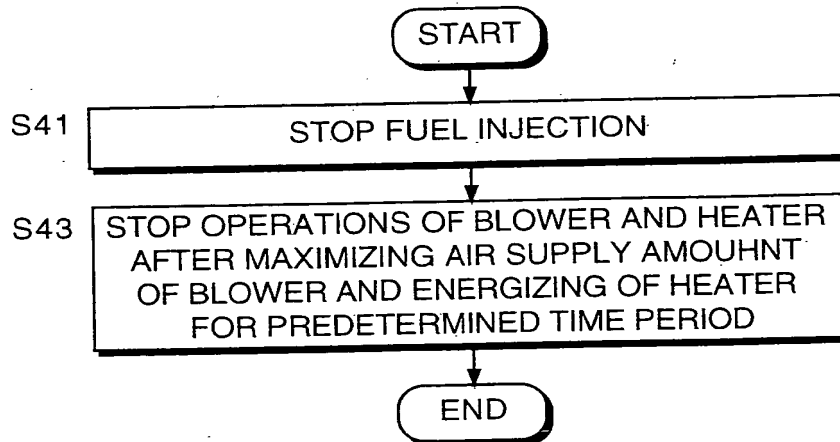 START
S41
STOP FUEL INJECTION
S43
STOP OPERATIONS OF BLOWER AND HEATER
AFTER MAXIMIZING AIR SUPPLY AMOUHNT
OF BLOWER AND ENERGIZING OF HEATER
FOR PREDETERMINED TIME PERIOD
END